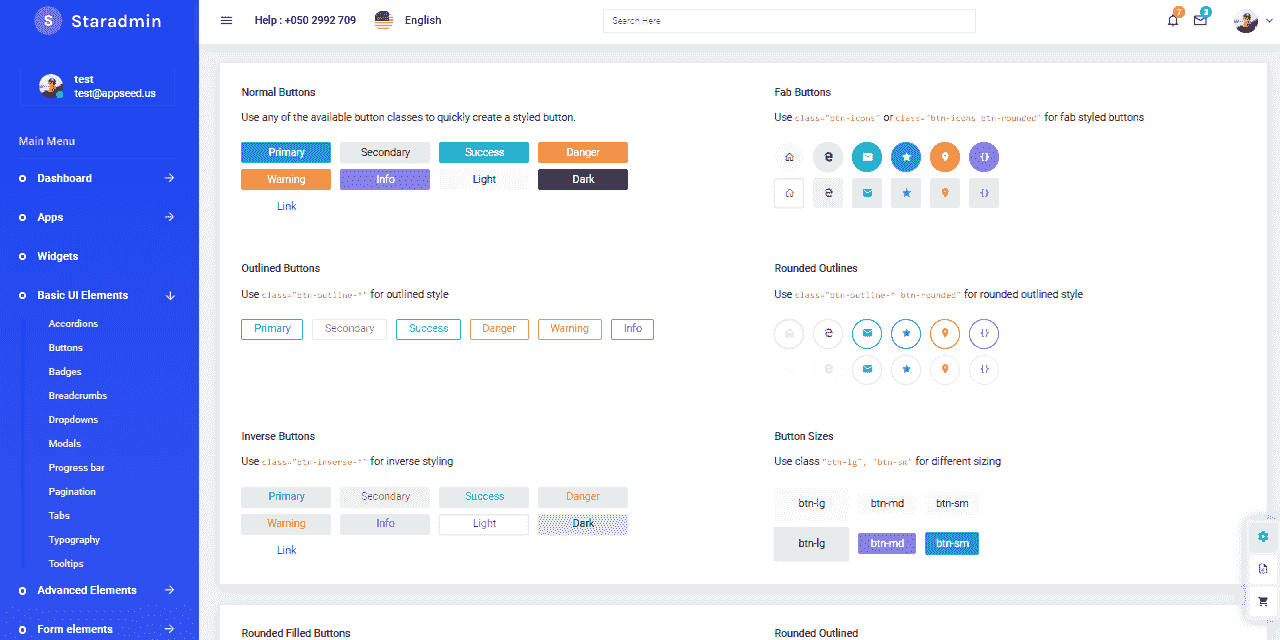 S Staradmin
Help : +050 2992 709
English
Search Here
7
3
test
test@appseed.us
Main Menu
Dashboard
Apps
Widgets
Basic UI Elements
Accordions
Buttons
Badges
Breadcrumbs
Dropdowns
Modals
Progress bar
Pagination
Tabs
Typography
Tooltips
Advanced Elements
Form elements
Normal Buttons
Use any of the available button classes to quickly create a styled button.
Primary Secondary Success Danger
Warning Info Light Dark
Link
Fab Buttons
Use class="btn-icons" or class="btn-icons btn-rounded" for fab styled buttons
Outlined Buttons
Use class="btn-outline-*" for outlined style
Primary Secondary Success Danger Warning Info
Rounded Outlines
Use class="btn-outline-* btn-rounded" for rounded outlined style
Inverse Buttons
Use class="btn-inverse-*" for inverse styling
Primary Secondary Success Danger
Warning Info Light Dark
Link
Button Sizes
Use class "btn-lg", "btn-sm" for different sizing
btn-lg btn-md btn-sm
btn-lg btn-md btn-sm
Rounded Filled Buttons
Rounded Outlined